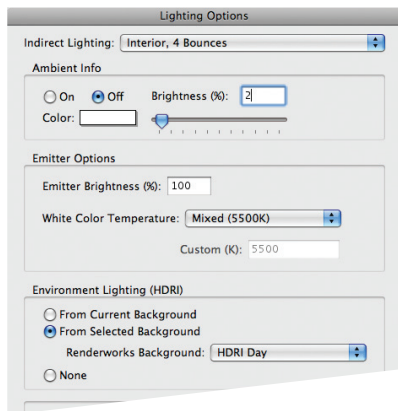 Lighting Options
Indirect Lighting: Interior, 4 Bounces
Ambient Info
On Off Brightness (%): 2
Color:
Emitter Options
Emitter Brightness (%): 100
White Color Temperature: Mixed (5500K)
Custom (K): 5500
Environment Lighting (HDRI)
From Current Background
From Selected Background
Renderworks Background: HDRI Day
None